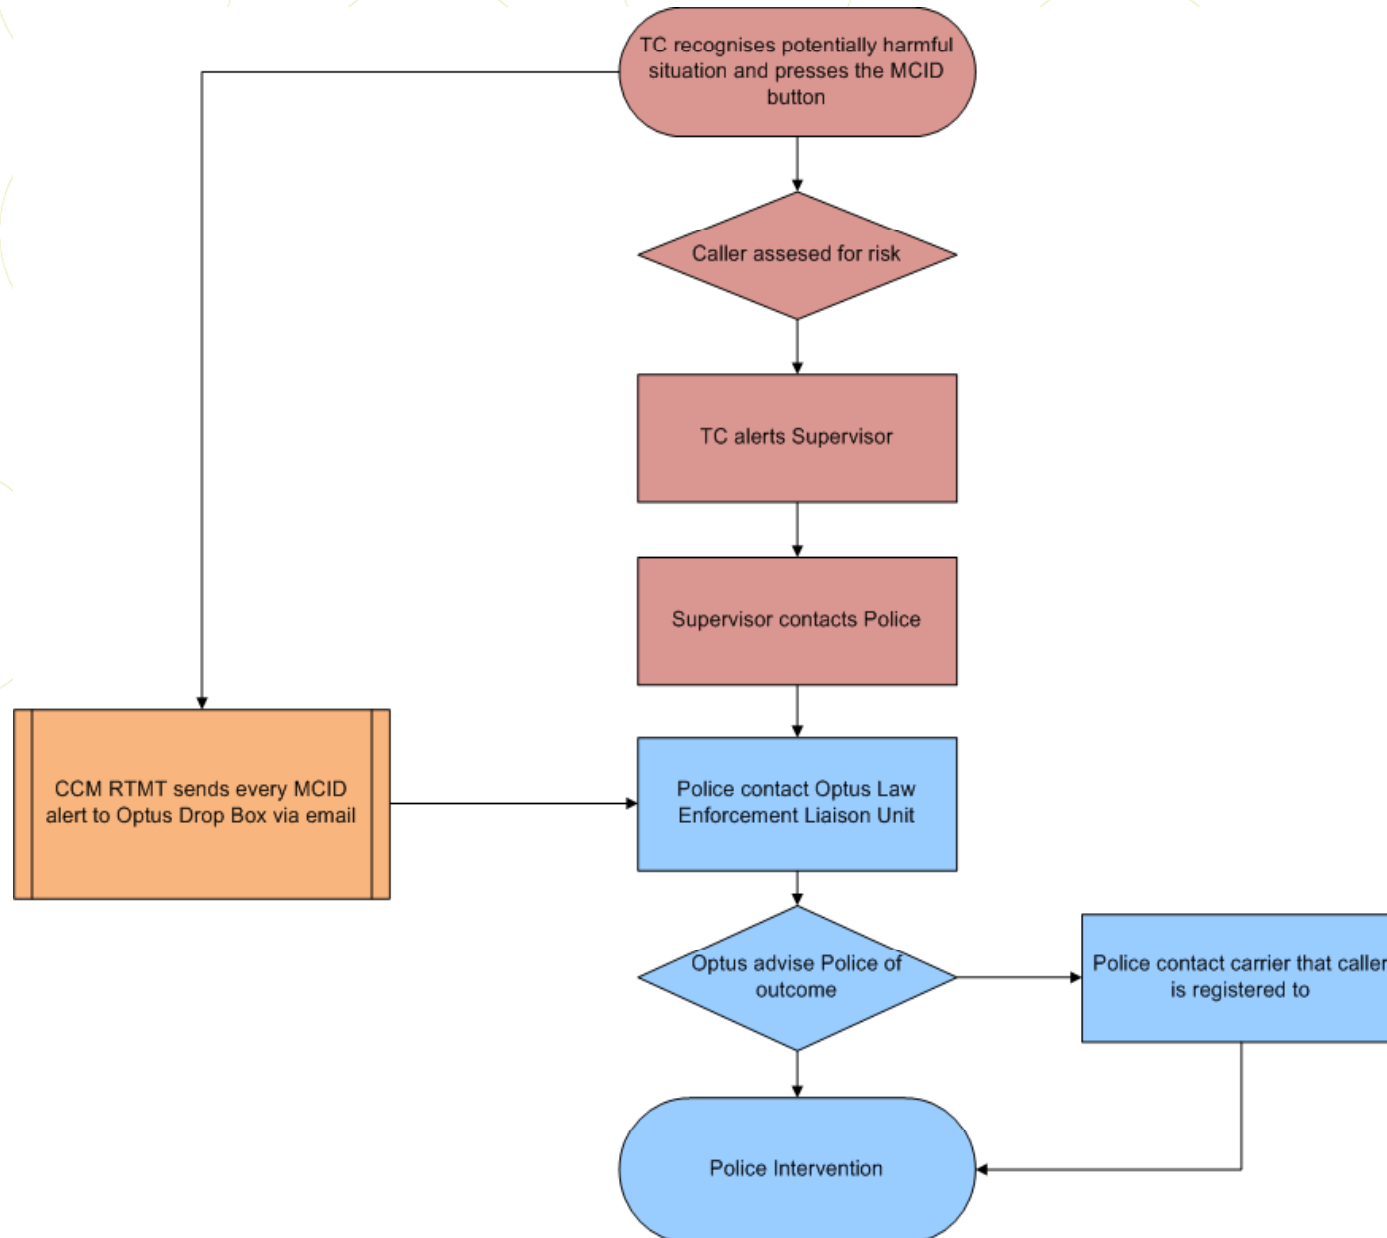 TC recognises potentially harmful
situation and presses the MCID
button
Caller assesed for risk
TC alerts Supervisor
Supervisor contacts Police
CCM RTMT sends every MCID
alert to Optus Drop Box via email
Police contact Optus Law
Enforcement Liaison Unit
Optus advise Police of
outcome
Police contact carrier that caller
is registered to
Police Intervention